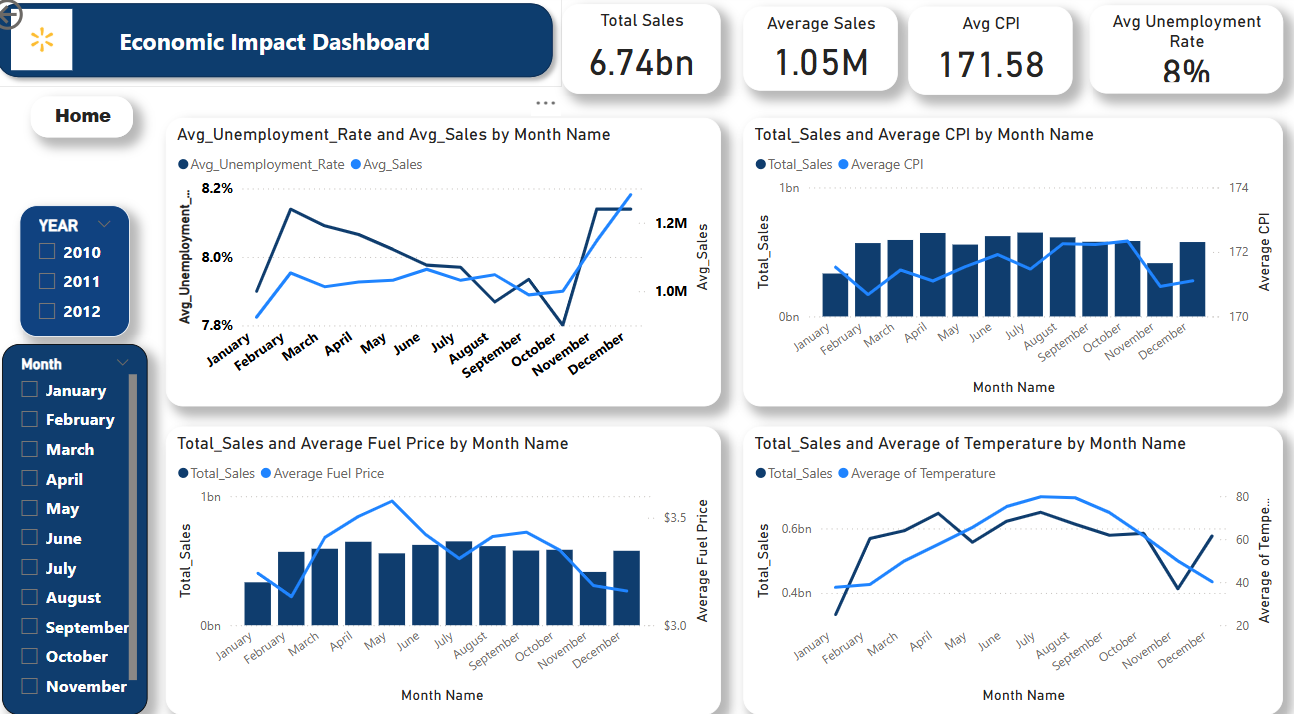 Economic Impact Dashboard
Total Sales
6.74bn
Average Sales
1.05M
Avg CPI
171.58
Avg Unemployment
Rate
8%
Home
YEAR
2010
2011
2012
Month
January
February
March
April
May
June
July
August
September
October
November
Avg_Unemployment_Rate and Avg_Sales by Month Name
Avg_Unemployment_Rate Avg_Sales
Avg_Unemployment_...
8.2%
8.0%
7.8%
1.2M
1.0M
Avg_Sales
January
February
March
April
May
June
July
August
September
October
November
December
Total_Sales and Average CPI by Month Name
Total_Sales Average CPI
Total_Sales
1bn
0bn
174
172
170
Average CPI
January
February
March
April
May
June
July
August
September
October
November
December
Month Name
Total_Sales and Average Fuel Price by Month Name
Total_Sales Average Fuel Price
Total_Sales
1bn
0bn
$3.5
$3.0
Average Fuel Price
January
February
March
April
May
June
July
August
September
October
November
December
Month Name
Total_Sales and Average of Temperature by Month Name
Total_Sales Average of Temperature
Total_Sales
0.6bn
0.4bn
80
60
40
20
Average of Tempe...
January
February
March
April
May
June
July
August
September
October
November
December
Month Name